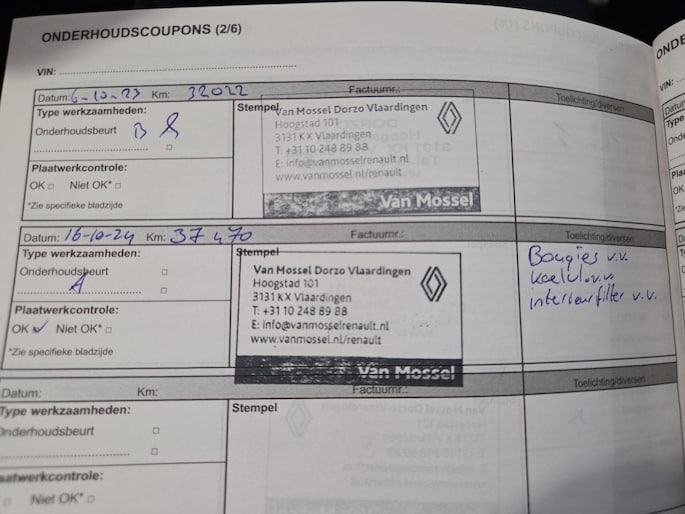 ONDERHOUDSCOUPONS (2/6)
VIN:
Datum: 6-10-23 Km: 32022 Factuurnr.:
Toelichting/diversen
Type werkzaamheden:
Onderhoudsbeurt B
Plaatwerkcontrole:
OK Niet OK*
*Zie specifieke bladzijde
Stempel
Van Mossel Dorzo Vlaardingen
Hoogstad 101
3131 KX Vlaardingen
T: +31 10 248 89 88
E: info@vanmosselrenault.nl
www.vanmossel.nl/renault
Van Mossel
Datum: 16-10-24 Km: 37470 Factuurnr.:
Toelichting/diversen
Type werkzaamheden:
Onderhoudsbeurt
A
Plaatwerkcontrole:
OK Niet OK*
*Zie specifieke bladzijde
Stempel
Van Mossel Dorzo Vlaardingen
Hoogstad 101
3131 KX Vlaardingen
T: +31 10 248 89 88
E: info@vanmosselrenault.nl
www.vanmossel.nl/renault
Van Mossel
Bougies v.v.
koelvl. v.v.
interieurfilter v.v.
Datum: Km: Factuurnr.:
Toelichting/diversen
Type werkzaamheden:
Onderhoudsbeurt
Niet OK*
Stempel